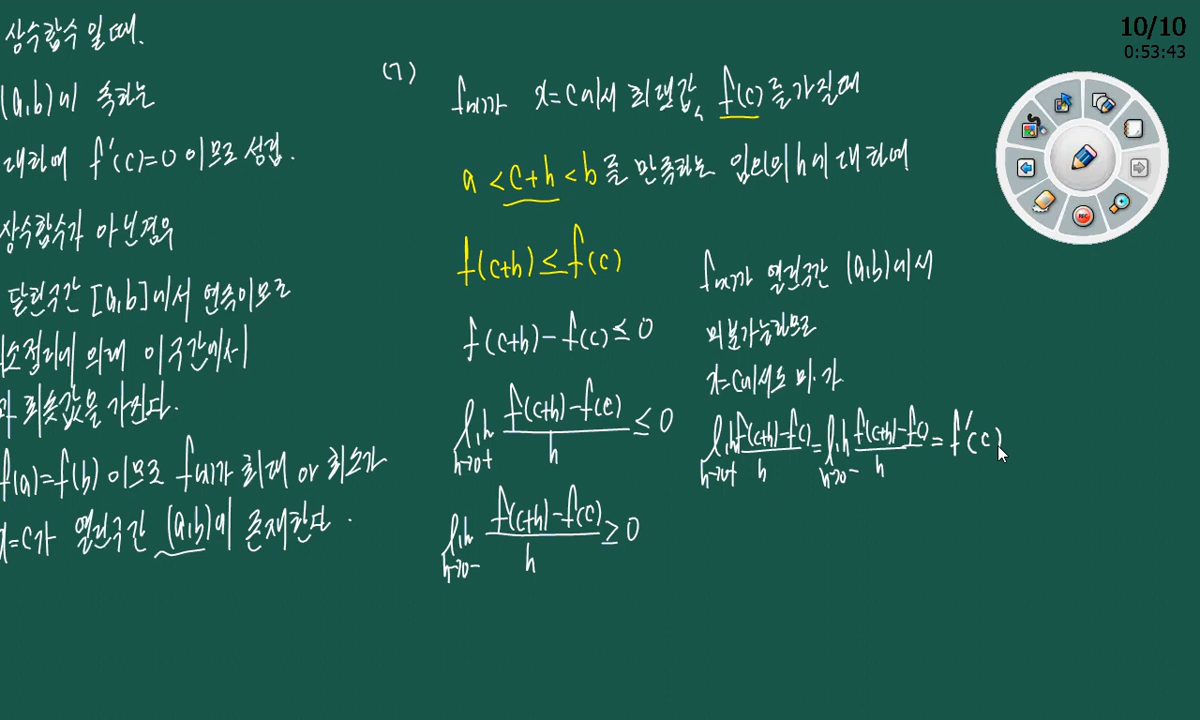 상수함수 일 때.
(a,b)에 속하는
대하여 f'(c)=0 이므로 성립.
상수함수가 아닌경우
닫힌구간 [a,b]에서 연속이므로
소정리에 의해 이구간에서
과 최솟값을 가진다.
f(a)=f(b) 이므로 f(x)가 최대 or 최소가
x=c가 열린구간 (a,b)에 존재한다.
(ㄱ) f(x)가 x=c에서 최댓값 f(c)를가질때
a < c+h < b를 만족하는 임의의 h에 대하여
f(c+h) ≤ f(c)
f(c+h) - f(c) ≤ 0
lim h→0+ f(c+h)-f(c) / h ≤ 0
lim h→0- f(c+h)-f(c) / h ≥ 0
f(x)가 열린구간 (a,b)에서
미분가능하므로
x=c에서도 미·가
lim h→0+ f(c+h)-f(c) / h = lim h→0- f(c+h)-f(c) / h = f'(c)
10/10
0:53:43
REC